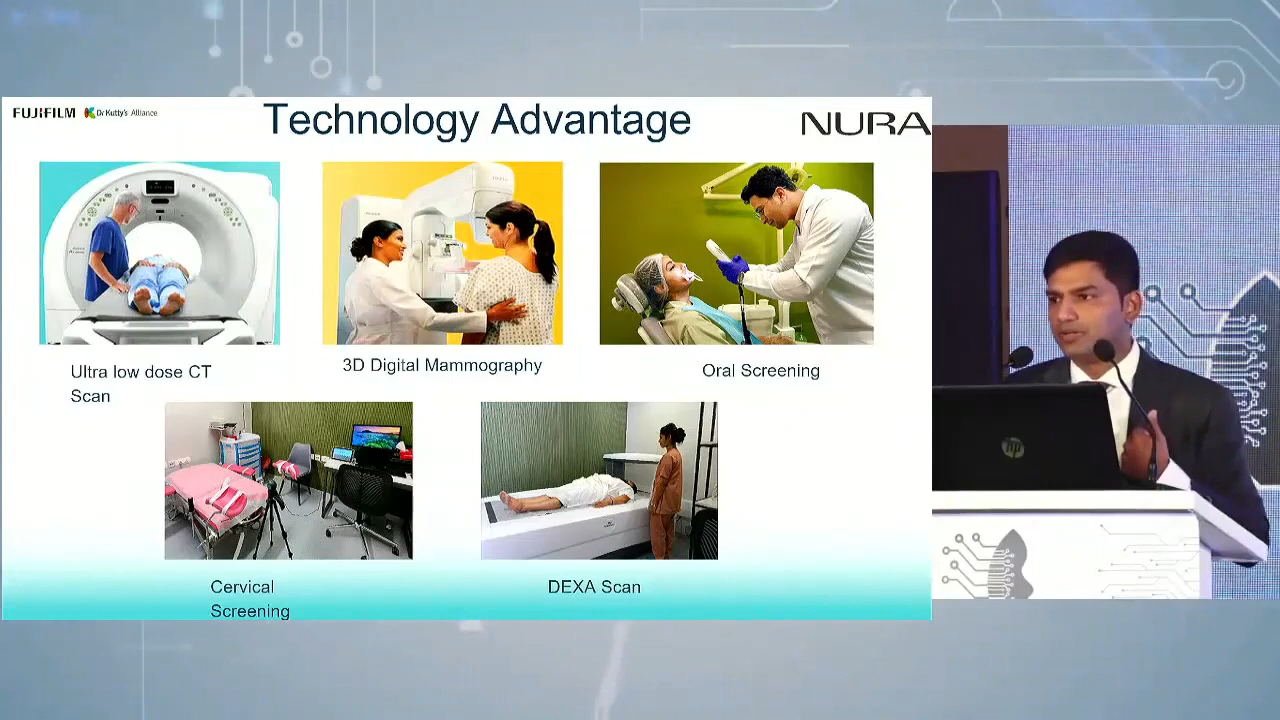 FUJIFILM Dr.Kutty's Alliance
Technology Advantage
NURA
Ultra low dose CT
Scan
3D Digital Mammography
Oral Screening
Cervical
Screening
DEXA Scan
hp